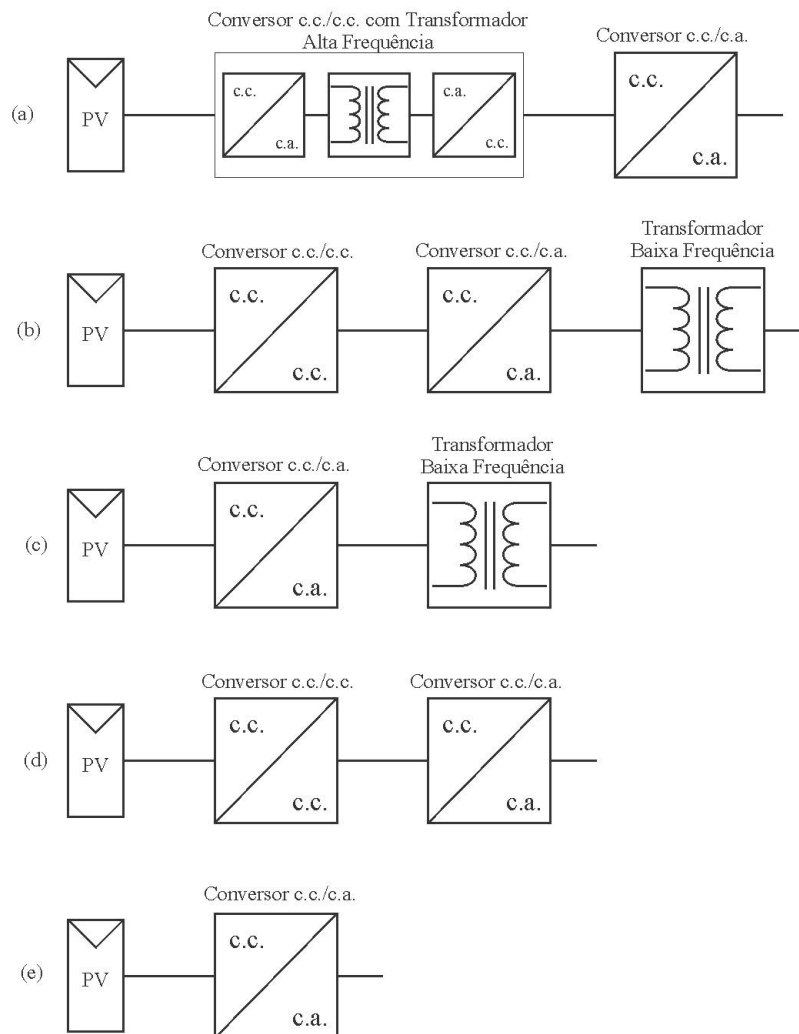 Conversor c.c./c.c. com Transformador
Alta Frequência
Conversor c.c./c.a.
(a)
PV
c.c.
c.a.
c.a.
c.c.
c.c.
c.a.
Transformador
Baixa Frequência
Conversor c.c./c.c.
Conversor c.c./c.a.
(b)
PV
c.c.
c.c.
c.c.
c.a.
Transformador
Baixa Frequência
Conversor c.c./c.a.
(c)
PV
c.c.
c.a.
Conversor c.c./c.c.
Conversor c.c./c.a.
(d)
PV
c.c.
c.c.
c.c.
c.a.
Conversor c.c./c.a.
(e)
PV
c.c.
c.a.